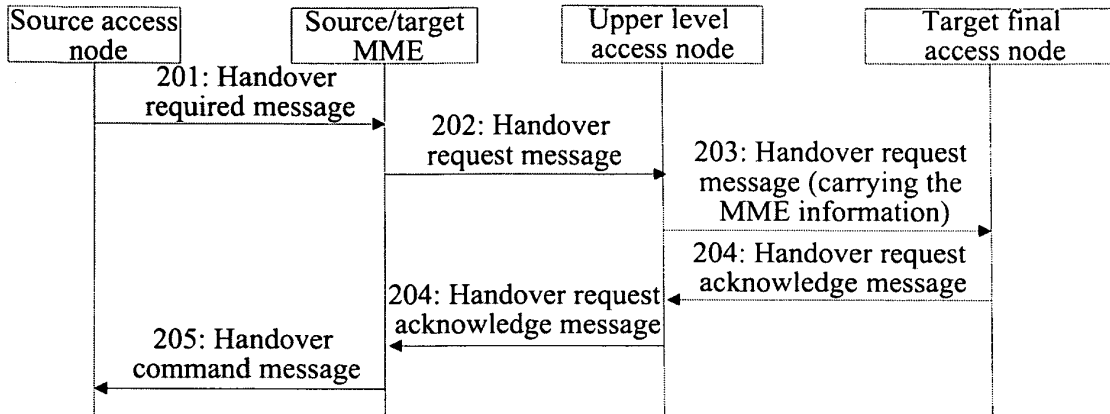 Source access
node
Source/target
MME
Upper level
access node
Target final
access node
201: Handover
required message
202: Handover
request message
203: Handover request
message (carrying the
MME information)
204: Handover request
acknowledge message
204: Handover request
acknowledge message
205: Handover
command message